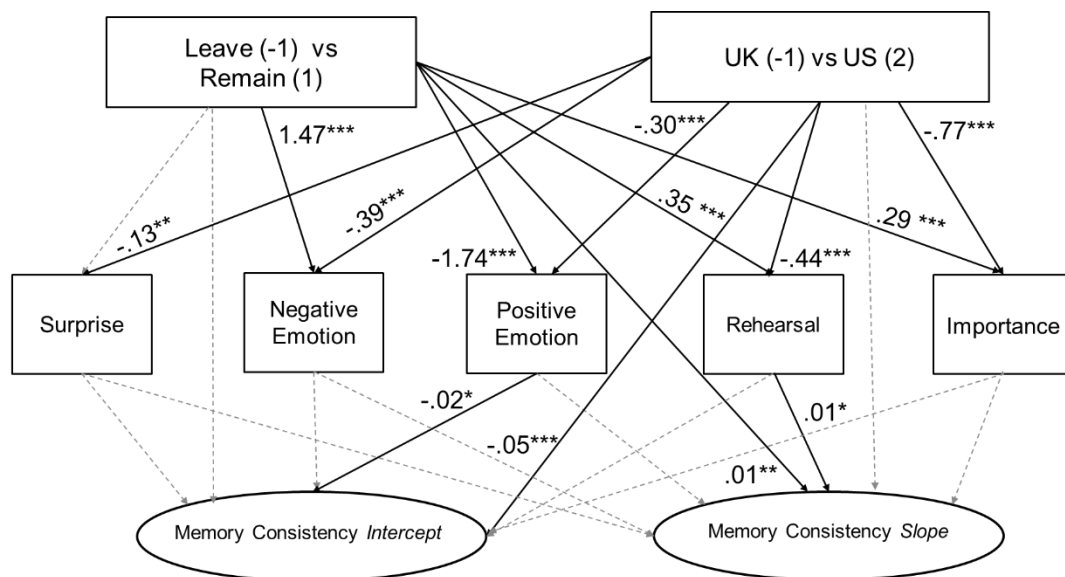 Leave (-1) vs
Remain (1)
UK (-1) vs US (2)
1.47***
-.30***
-.77***
-.13**
-.39***
-1.74***
.35 ***
-.44***
.29 ***
Surprise
Negative
Emotion
Positive
Emotion
Rehearsal
Importance
-.02*
-.05***
.01**
.01*
Memory Consistency Intercept
Memory Consistency Slope